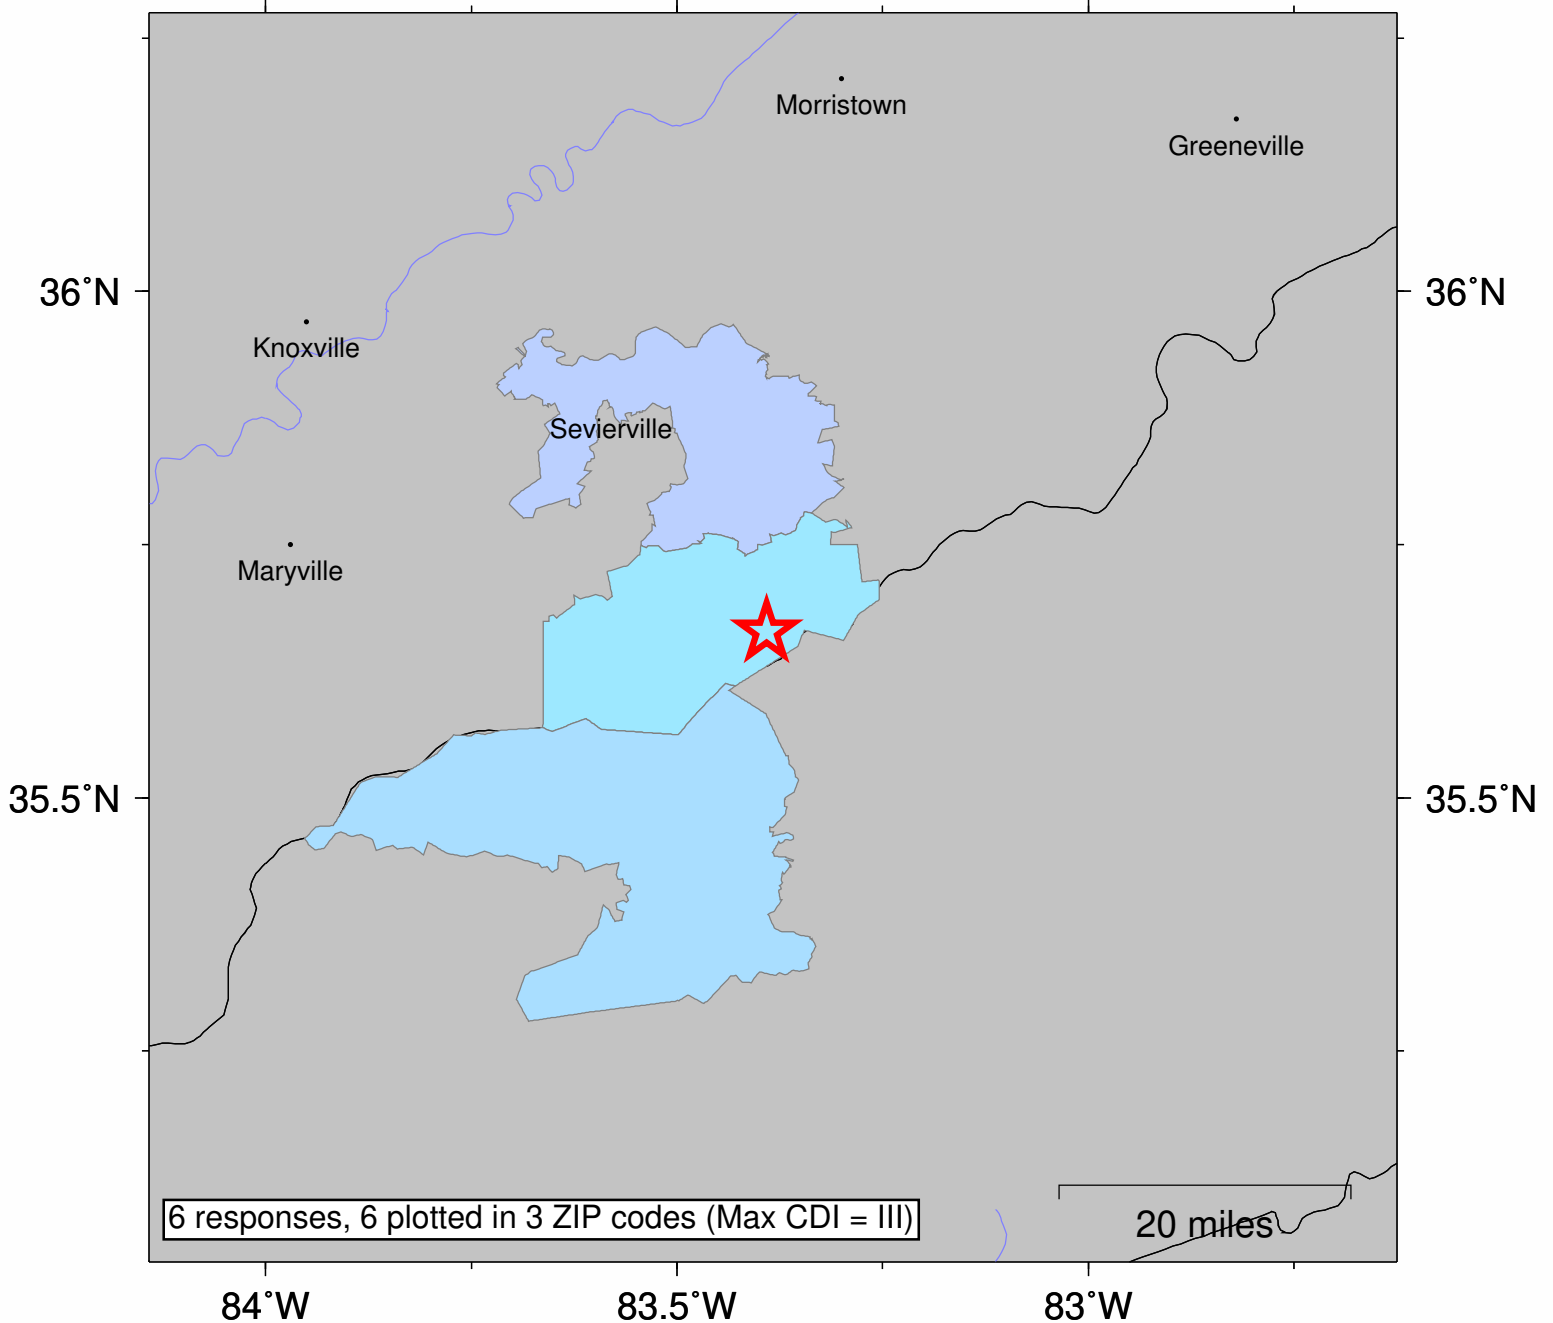 Morristown
Greeneville
36°N
36°N
Knoxville
Sevierville
Maryville
35.5°N
35.5°N
6 responses, 6 plotted in 3 ZIP codes (Max CDI = III)
20 miles
84°W
83.5°W
83°W